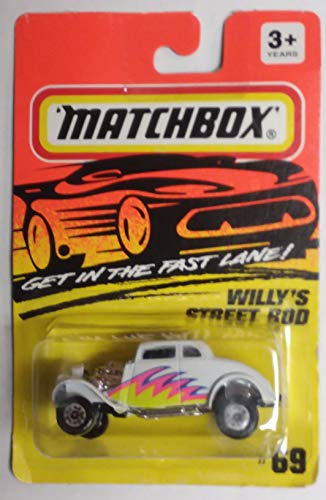 3+
YEARS
MATCHBOX®
GET IN THE FAST LANE!
WILLY'S
STREET ROD
#69